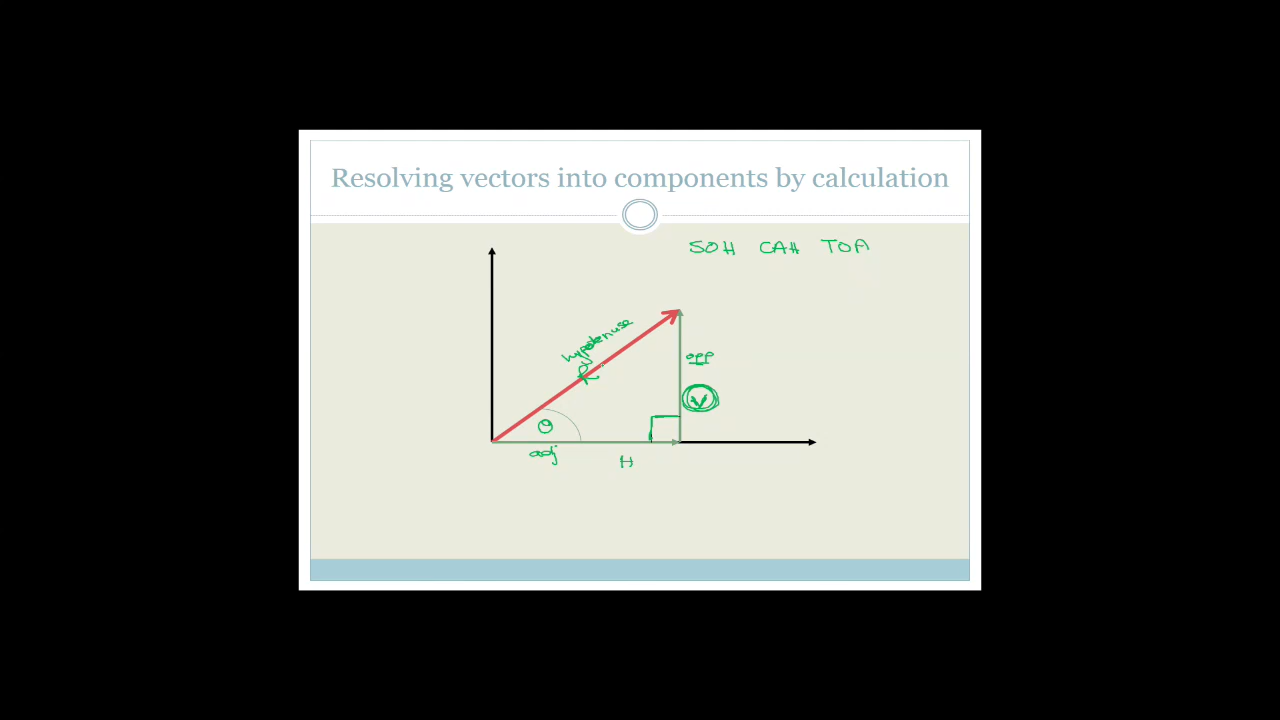 Resolving vectors into components by calculation
SOH CAH TOA
hypotenuse
R
opp
V
θ
adj
H